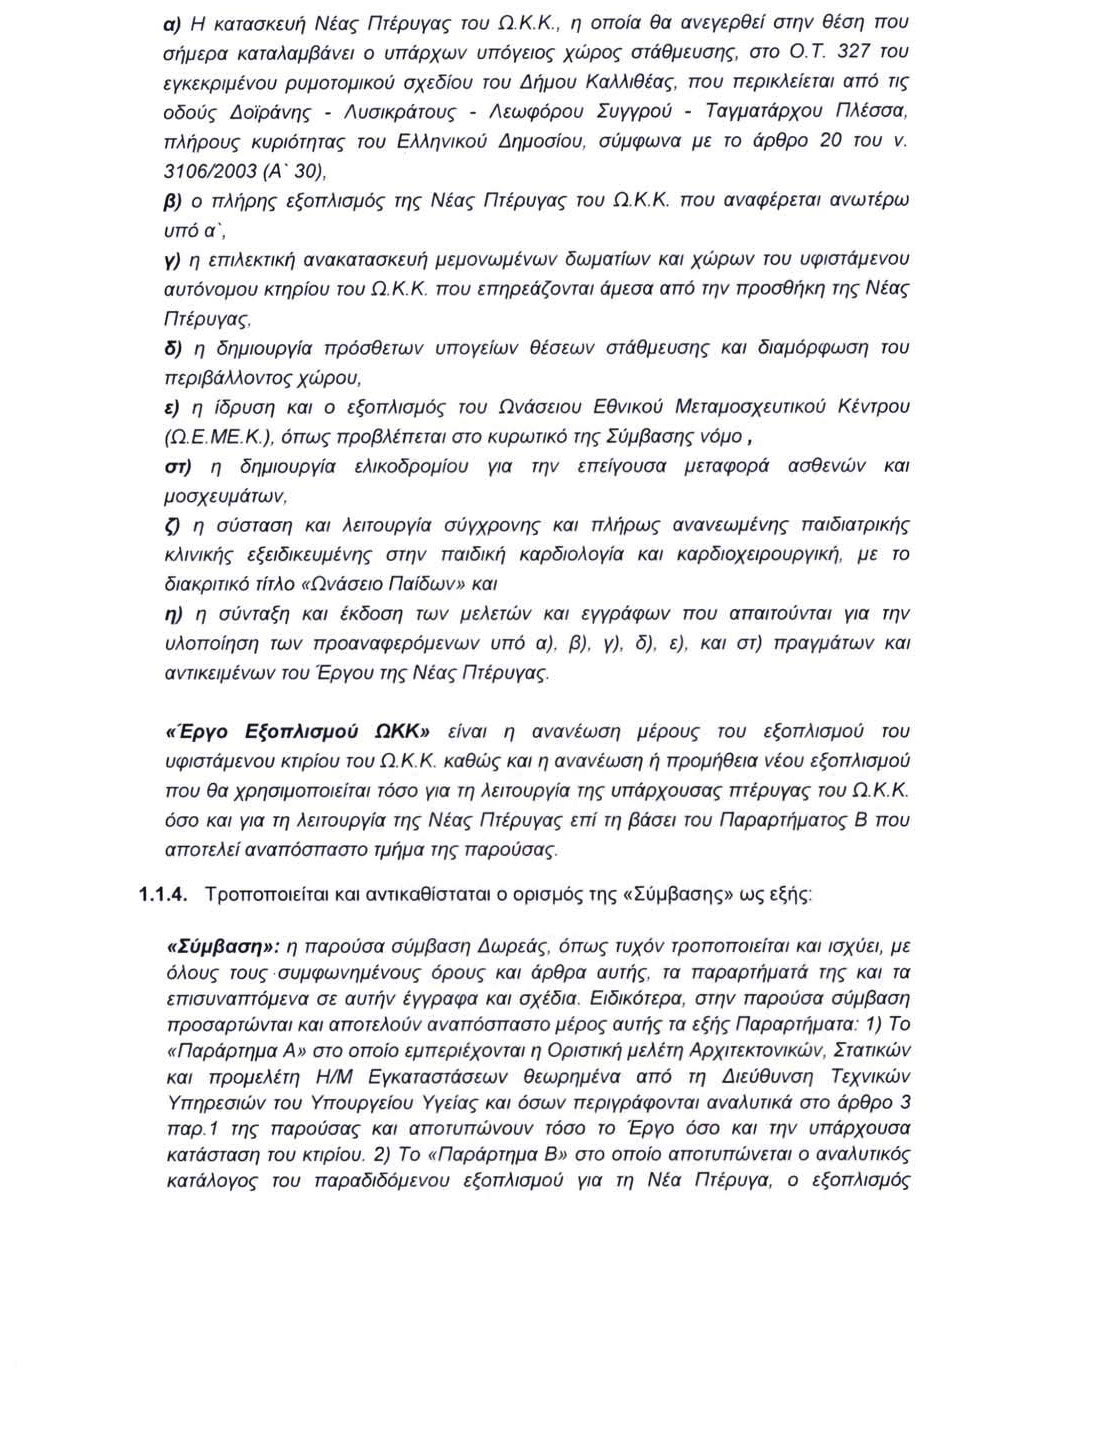 α) Η κατασκευή Νέας Πτέρυγας του Ω.Κ.Κ., η οποία θα ανεγερθεί στην θέση που
σήμερα καταλαμβάνει ο υπάρχων υπόγειος χώρος στάθμευσης, στο Ο.Τ. 327 του
εγκεκριμένου ρυμοτομικού σχεδίου του Δήμου Καλλιθέας, που περικλείεται από τις
οδούς Δοϊράνης - Λυσικράτους - Λεωφόρου Συγγρού - Ταγματάρχου Πλέσσα,
πλήρους κυριότητας του Ελληνικού Δημοσίου, σύμφωνα με το άρθρο 20 του ν.
3106/2003 (Α` 30),
β) ο πλήρης εξοπλισμός της Νέας Πτέρυγας του Ω.Κ.Κ. που αναφέρεται ανωτέρω
υπό α`,
γ) η επιλεκτική ανακατασκευή μεμονωμένων δωματίων και χώρων του υφιστάμενου
αυτόνομου κτηρίου του Ω.Κ.Κ. που επηρεάζονται άμεσα από την προσθήκη της Νέας
Πτέρυγας,
δ) η δημιουργία πρόσθετων υπογείων θέσεων στάθμευσης και διαμόρφωση του
περιβάλλοντος χώρου,
ε) η ίδρυση και ο εξοπλισμός του Ωνάσειου Εθνικού Μεταμοσχευτικού Κέντρου
(Ω.Ε.ΜΕ.Κ.), όπως προβλέπεται στο κυρωτικό της Σύμβασης νόμο ,
στ) η δημιουργία ελικοδρομίου για την επείγουσα μεταφορά ασθενών και
μοσχευμάτων,
ζ) η σύσταση και λειτουργία σύγχρονης και πλήρως ανανεωμένης παιδιατρικής
κλινικής εξειδικευμένης στην παιδική καρδιολογία και καρδιοχειρουργική, με το
διακριτικό τίτλο «Ωνάσειο Παίδων» και
η) η σύνταξη και έκδοση των μελετών και εγγράφων που απαιτούνται για την
υλοποίηση των προαναφερόμενων υπό α), β), γ), δ), ε), και στ) πραγμάτων και
αντικειμένων του Έργου της Νέας Πτέρυγας.
«Έργο Εξοπλισμού ΩΚΚ» είναι η ανανέωση μέρους του εξοπλισμού του
υφιστάμενου κτιρίου του Ω.Κ.Κ. καθώς και η ανανέωση ή προμήθεια νέου εξοπλισμού
που θα χρησιμοποιείται τόσο για τη λειτουργία της υπάρχουσας πτέρυγας του Ω.Κ.Κ.
όσο και για τη λειτουργία της Νέας Πτέρυγας επί τη βάσει του Παραρτήματος Β που
αποτελεί αναπόσπαστο τμήμα της παρούσας.
1.1.4. Τροποποιείται και αντικαθίσταται ο ορισμός της «Σύμβασης» ως εξής:
«Σύμβαση»: η παρούσα σύμβαση Δωρεάς, όπως τυχόν τροποποιείται και ισχύει, με
όλους τους συμφωνημένους όρους και άρθρα αυτής, τα παραρτήματά της και τα
επισυναπτόμενα σε αυτήν έγγραφα και σχέδια. Ειδικότερα, στην παρούσα σύμβαση
προσαρτώνται και αποτελούν αναπόσπαστο μέρος αυτής τα εξής Παραρτήματα: 1) Το
«Παράρτημα Α» στο οποίο εμπεριέχονται η Οριστική μελέτη Αρχιτεκτονικών, Στατικών
και προμελέτη Η/Μ Εγκαταστάσεων θεωρημένα από τη Διεύθυνση Τεχνικών
Υπηρεσιών του Υπουργείου Υγείας και όσων περιγράφονται αναλυτικά στο άρθρο 3
παρ.1 της παρούσας και αποτυπώνουν τόσο το Έργο όσο και την υπάρχουσα
κατάσταση του κτιρίου. 2) Το «Παράρτημα Β» στο οποίο αποτυπώνεται ο αναλυτικός
κατάλογος του παραδιδόμενου εξοπλισμού για τη Νέα Πτέρυγα, ο εξοπλισμός